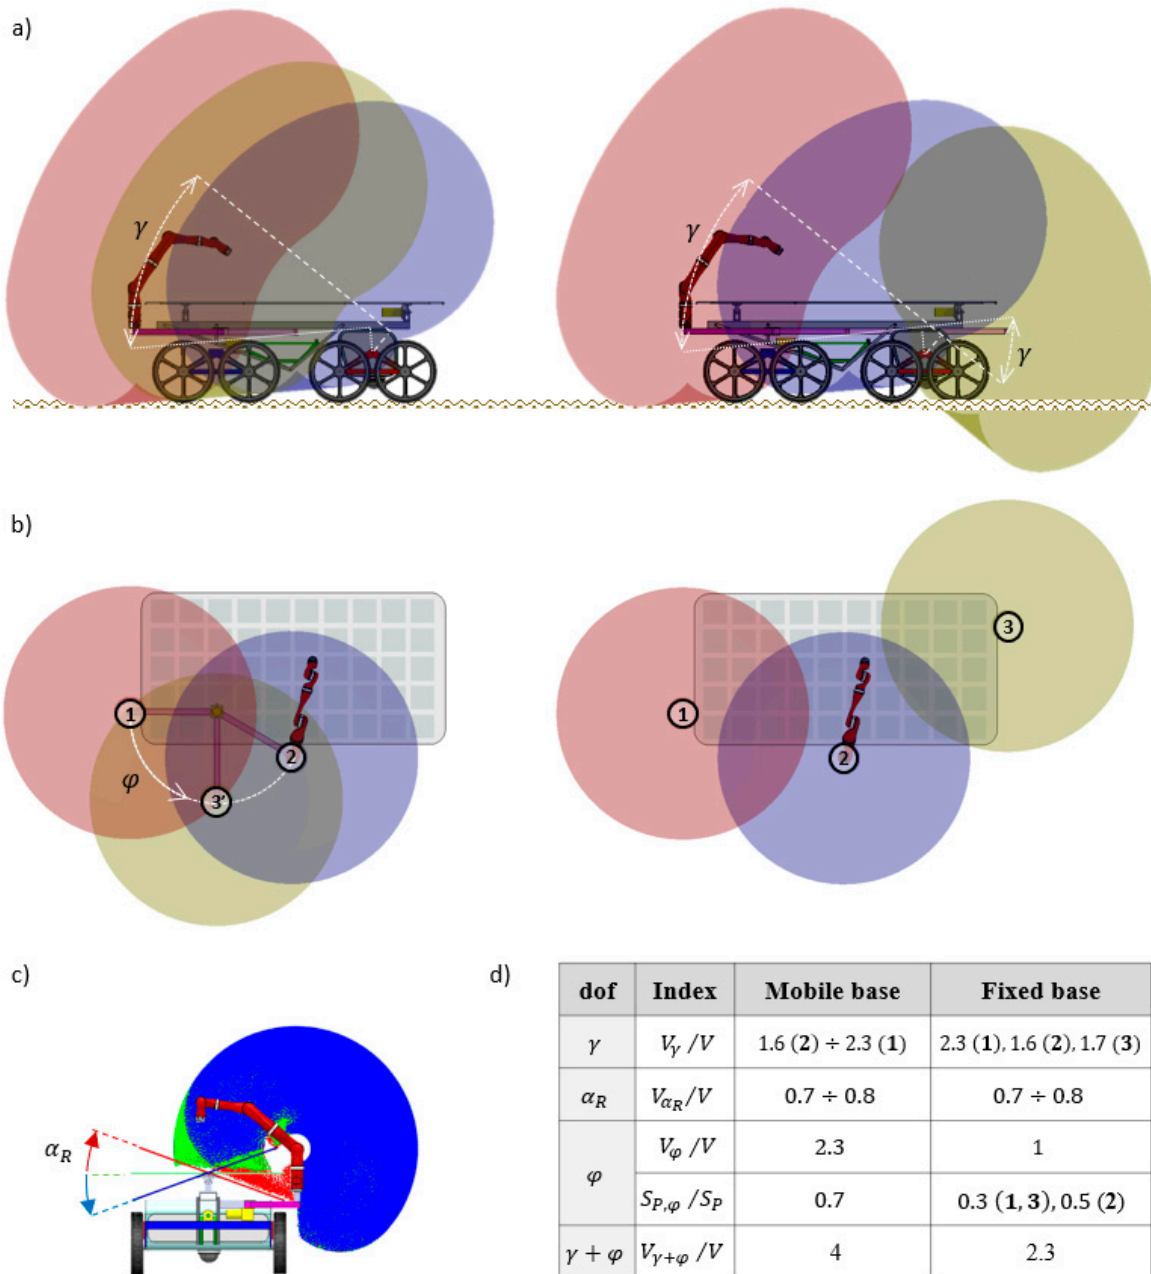 a)
γ
γ
γ
b)
1
2
3'
φ
1
2
3
c)
α_R
d)
dof Index Mobile base Fixed base
γ V_γ/V 1.6 (2) ÷ 2.3 (1) 2.3 (1), 1.6 (2), 1.7 (3)
α_R V_{α_R}/V 0.7 ÷ 0.8 0.7 ÷ 0.8
φ V_φ/V 2.3 1
S_{P,φ}/S_P 0.7 0.3 (1, 3), 0.5 (2)
γ + φ V_{γ+φ}/V 4 2.3